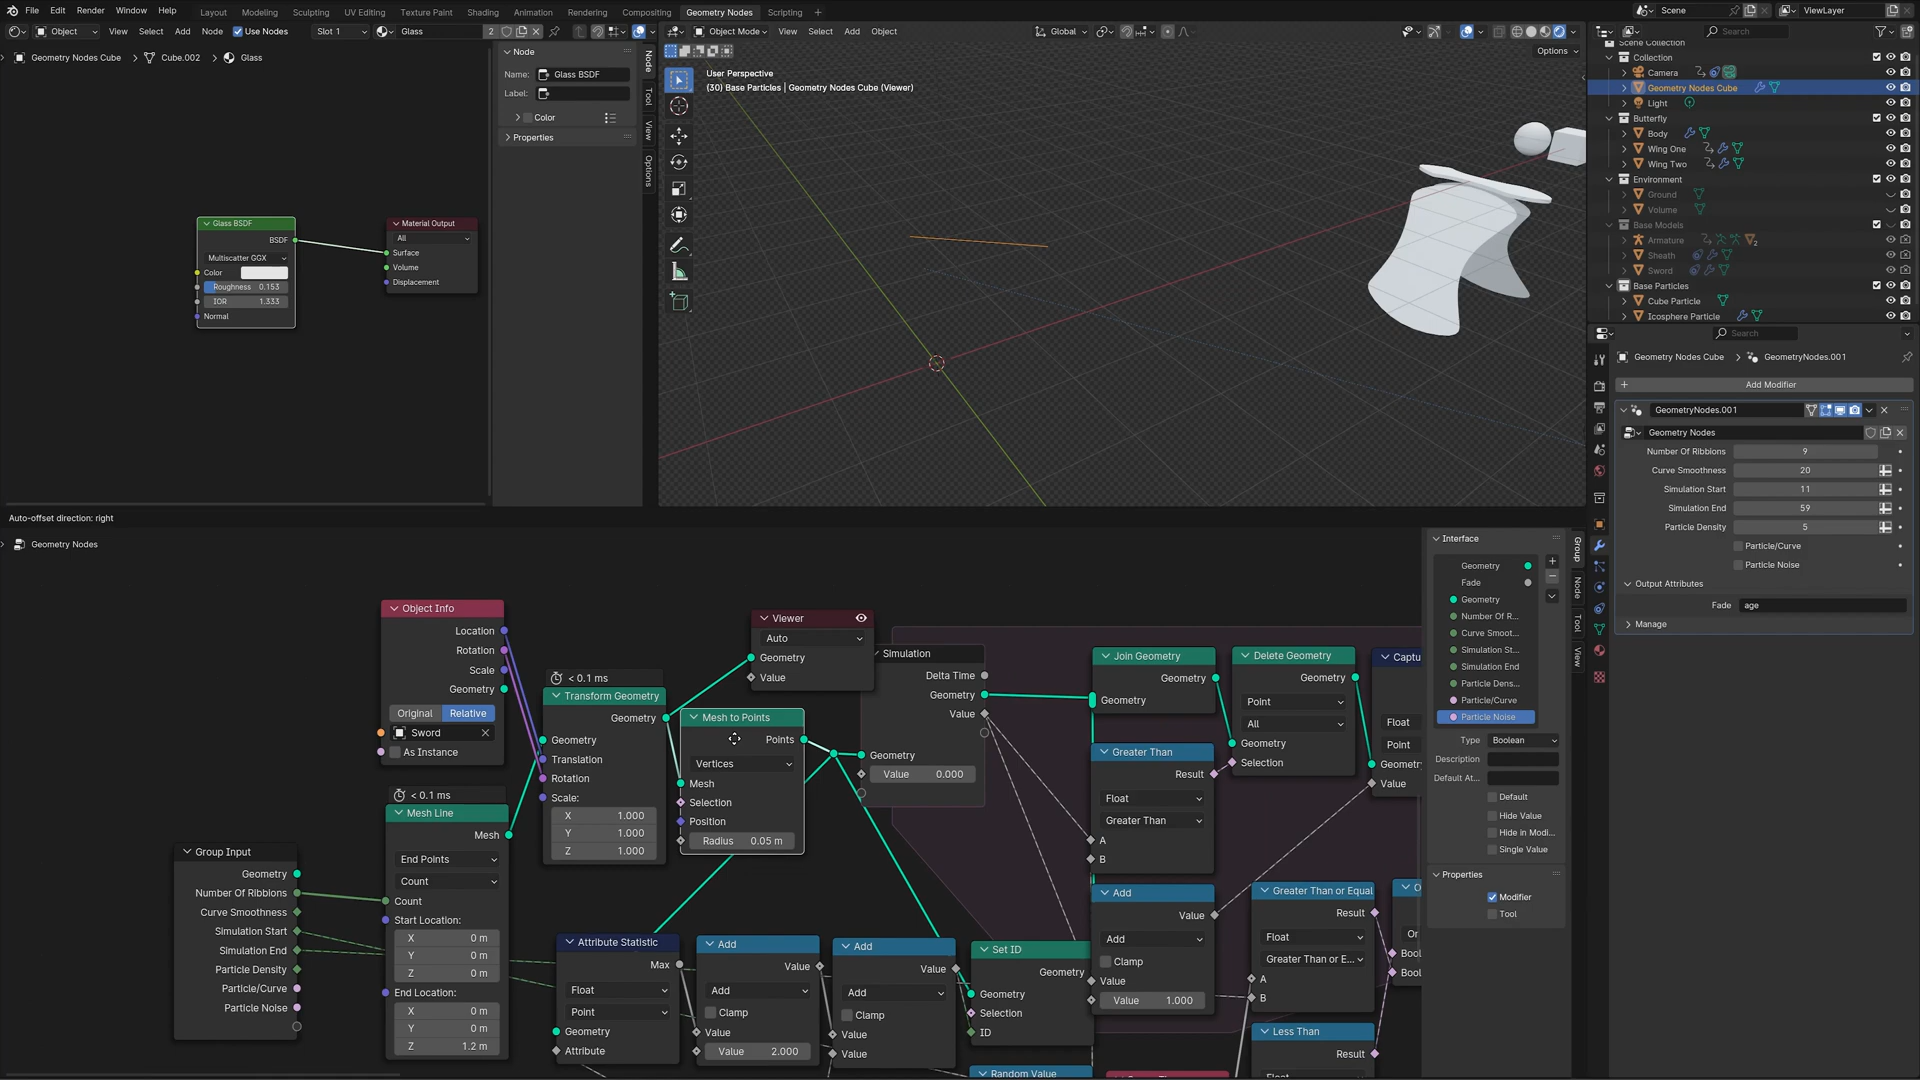 File Edit Render Window Help Layout Modeling Sculpting UV Editing Texture Paint Shading Animation Rendering Compositing Geometry Nodes Scripting + Scene ViewLayer
Object View Select Add Node Use Nodes Slot 1 Glass 2
Geometry Nodes Cube > Cube.002 > Glass
Node
Name: Glass BSDF
Label:
Color
Properties
Node
Tool
View
Options
Glass BSDF
BSDF
Multiscatter GGX
Color
Roughness 0.153
IOR 1.333
Normal
Material Output
All
Surface
Volume
Displacement
Object Mode View Select Add Object Global
Options
User Perspective
(30) Base Particles | Geometry Nodes Cube (Viewer)
Search
Scene Collection
Collection
Camera
Geometry Nodes Cube
Light
Butterfly
Body
Wing One
Wing Two
Environment
Ground
Volume
Base Models
Armature 2
Sheath
Sword
Base Particles
Cube Particle
Icosphere Particle
Search
Geometry Nodes Cube > GeometryNodes.001
Add Modifier
GeometryNodes.001
Geometry Nodes
Number Of Ribbions 9
Curve Smoothness 20
Simulation Start 11
Simulation End 59
Particle Density 5
Particle/Curve
Particle Noise
Output Attributes
Fade age
Manage
Auto-offset direction: right
Geometry Nodes
Object Info
Location
Rotation
Scale
Geometry
Original Relative
Sword
As Instance
< 0.1 ms
Mesh Line
Mesh
End Points
Count
Count
Start Location:
X 0 m
Y 0 m
Z 0 m
End Location:
X 0 m
Y 0 m
Z 1.2 m
Group Input
Geometry
Number Of Ribbions
Curve Smoothness
Simulation Start
Simulation End
Particle Density
Particle/Curve
Particle Noise
< 0.1 ms
Transform Geometry
Geometry
Geometry
Translation
Rotation
Scale:
X 1.000
Y 1.000
Z 1.000
Viewer
Auto
Geometry
Value
Mesh to Points
Points
Vertices
Mesh
Selection
Position
Radius 0.05 m
Simulation
Delta Time
Geometry
Value
Geometry
Value 0.000
Attribute Statistic
Max
Float
Point
Geometry
Attribute
Add
Value
Add
Clamp
Value
Value 2.000
Add
Value
Add
Clamp
Value
Value
Set ID
Geometry
Geometry
Selection
ID
Random Value
Join Geometry
Geometry
Geometry
Greater Than
Result
Float
Greater Than
A
B
Add
Value
Add
Clamp
Value
Value 1.000
Delete Geometry
Geometry
Point
All
Geometry
Selection
Greater Than or Equal
Result
Float
Greater Than or E...
A
B
Less Than
Result
Float
Captu
Float
Point
Geometry
Value
Or
Bool
Bool
Interface
Geometry
Fade
Geometry
Number Of R...
Curve Smoot...
Simulation St...
Simulation End
Particle Dens...
Particle/Curve
Particle Noise
Type Boolean
Description
Default At...
Default
Hide Value
Hide in Modi...
Single Value
Properties
Modifier
Tool
Group
Node
Tool
View